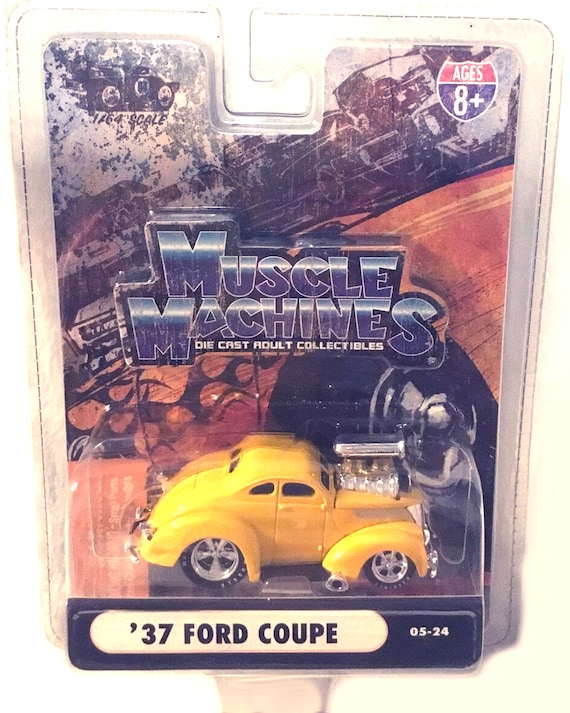 1/64 SCALE
AGES
8+
MUSCLE
MACHINES
DIE CAST ADULT COLLECTIBLES
'37 FORD COUPE
05-24